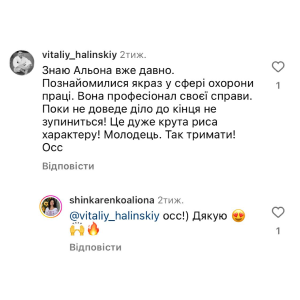 vitaliy_halinskiy 2тиж.
Знаю Альона вже давно.
Познайомилися якраз у сфері охорони
праці. Вона професіонал своєї справи.
Поки не доведе діло до кінця не
зупиниться! Це дуже крута риса
характеру! Молодець. Так тримати!
Осс
1
Відповісти
shinkarenkoaliona 2тиж.
@vitaliy_halinskiy осс!) Дякую 😍
🙌🔥
1
Відповісти